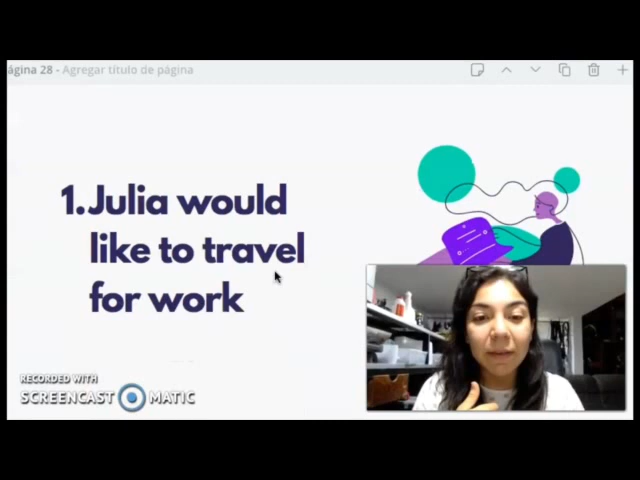 ágina 28 - Agregar título de página
1. Julia would
like to travel
for work
RECORDED WITH
SCREENCAST MATIC